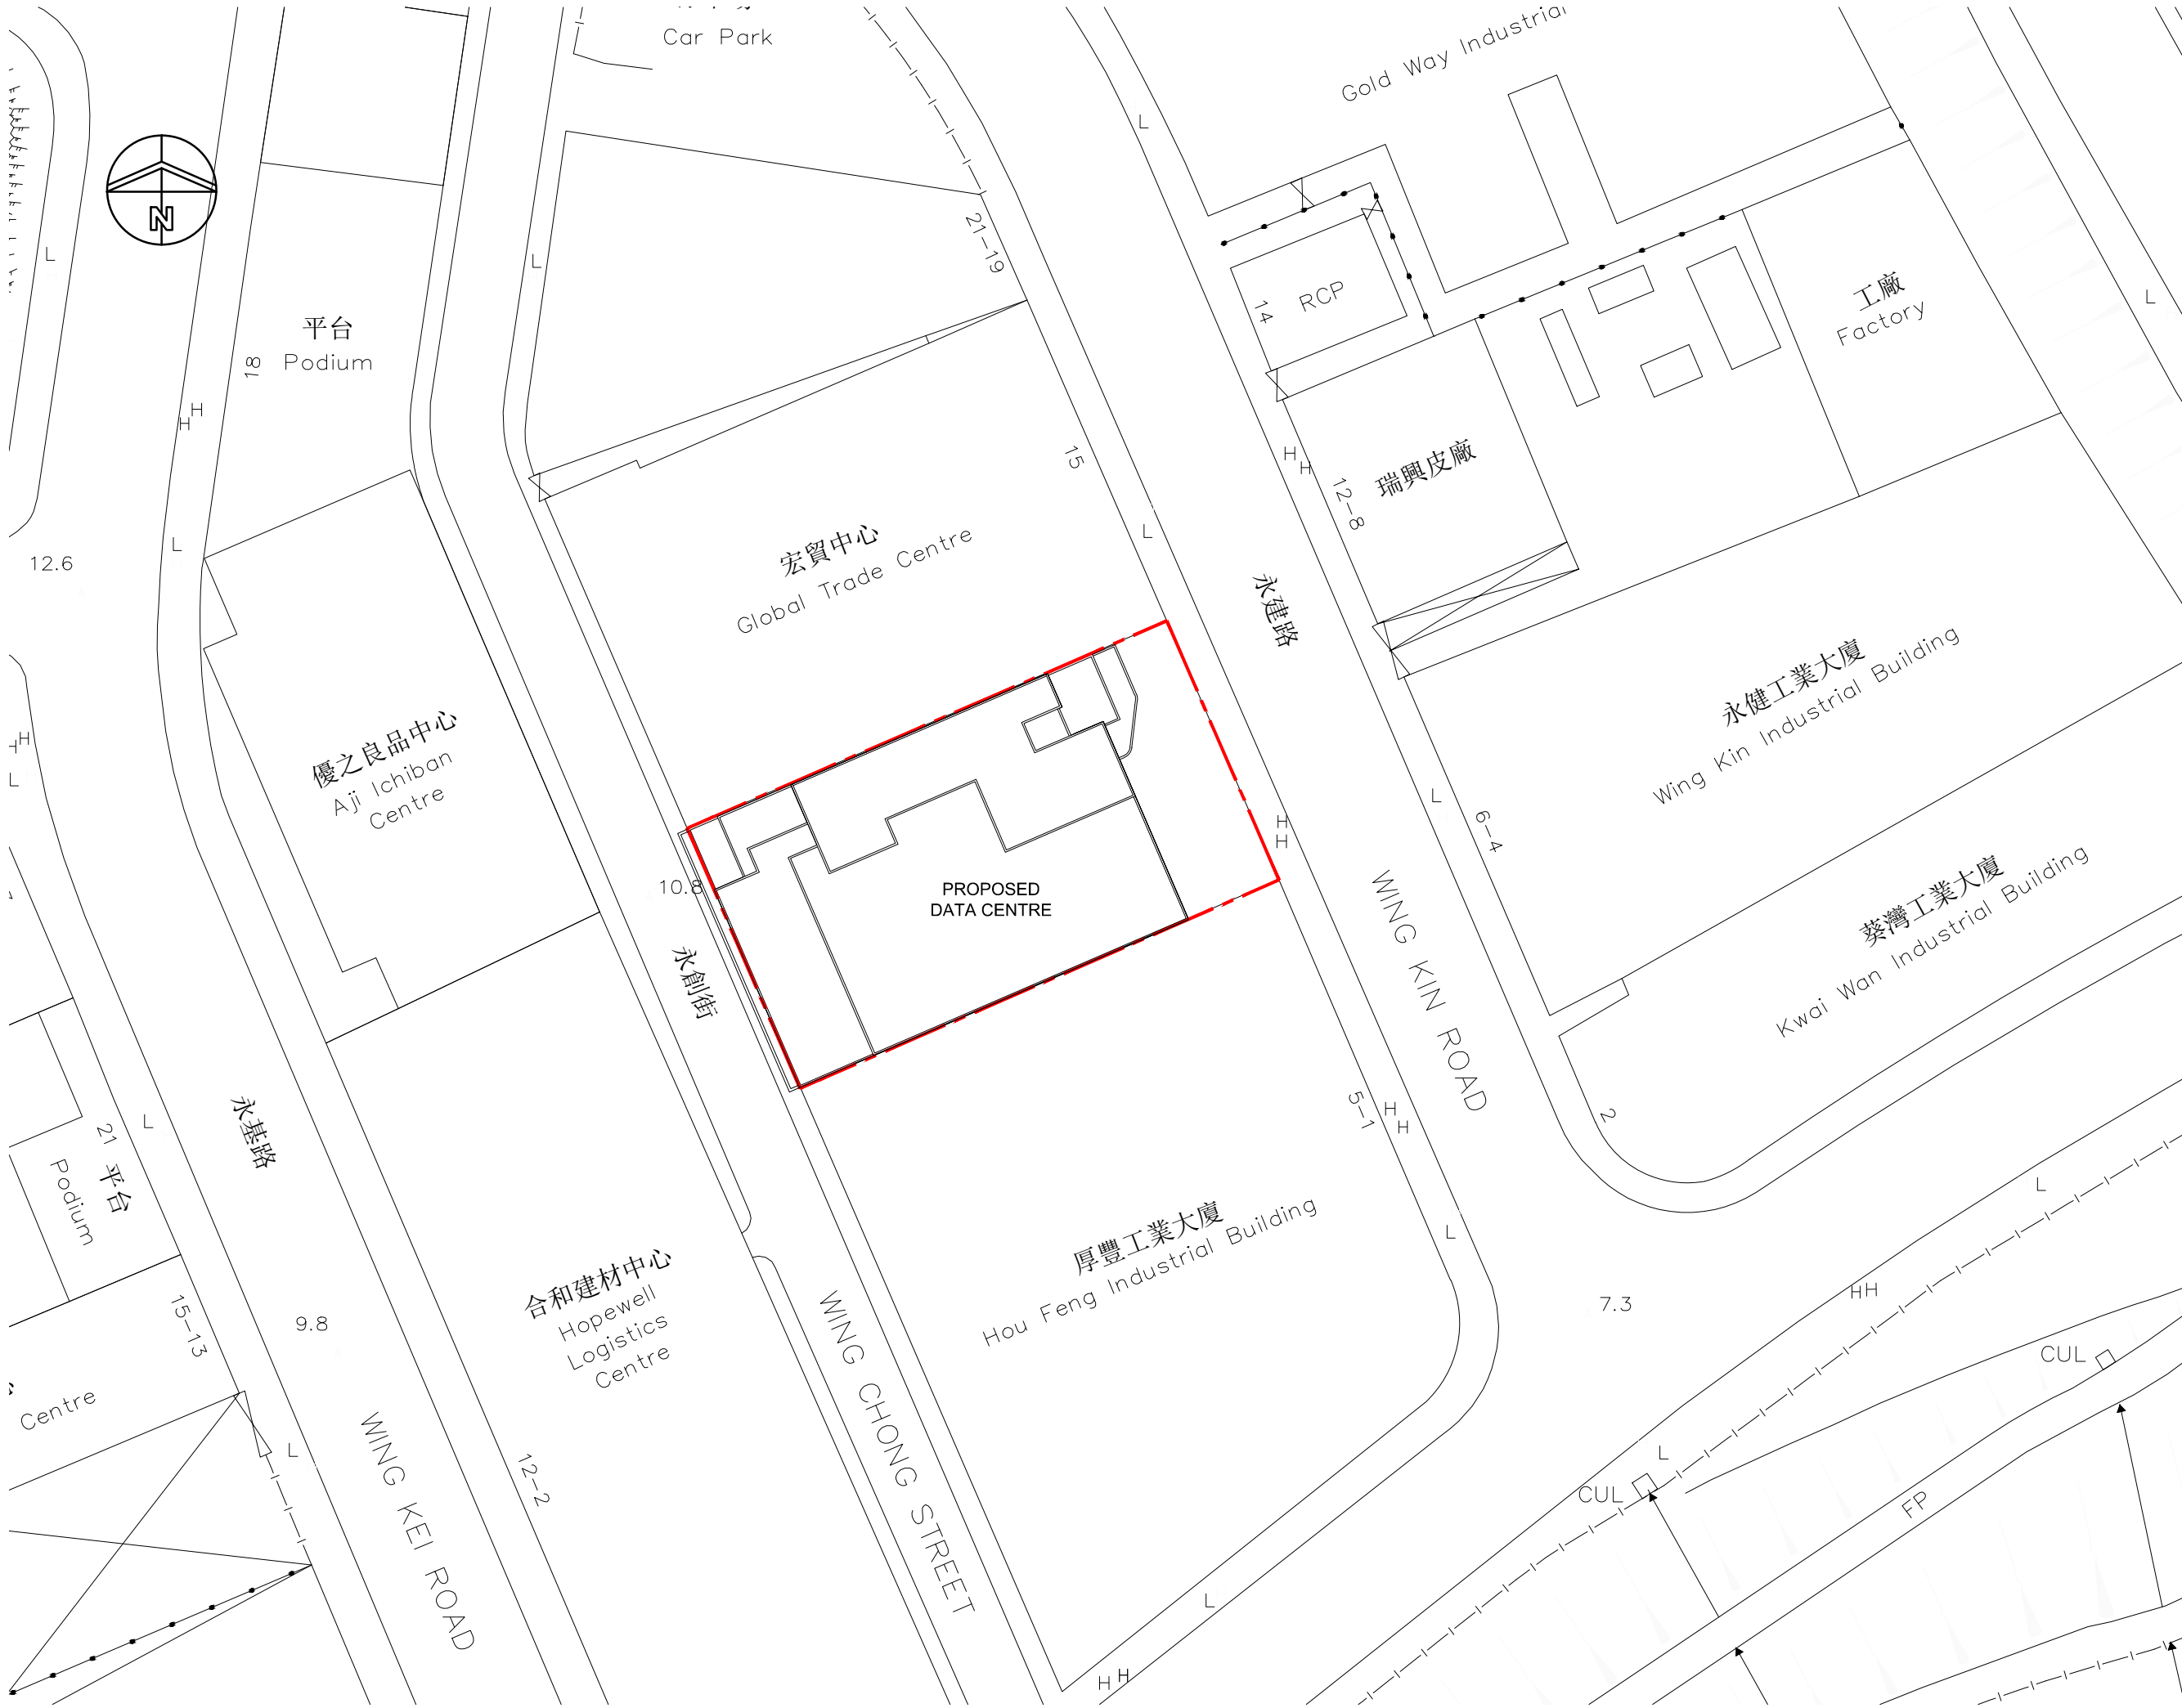 Car Park
Gold Way Industrial
N
L
L
L
21-19
14
RCP
工廠
Factory
L
平台
Podium
18
H
H
15
H
H
12-8
瑞興皮廠
L
L
12.6
宏貿中心
Global Trade Centre
永建路
永健工業大廈
Wing Kin Industrial Building
優之良品中心
Aji Ichiban
Centre
H
H
L
L
6-4
H
H
10.8
PROPOSED
DATA CENTRE
WING KIN ROAD
葵灣工業大廈
Kwai Wan Industrial Building
永創街
永基路
L
21
平台
Podium
5-1
H
H
2
L
厚豐工業大廈
Hou Feng Industrial Building
L
合和建材中心
Hopewell
Logistics
Centre
15-13
9.8
7.3
HH
CUL
Centre
WING CHONG STREET
WING KEI ROAD
L
12-2
L
CUL
FP
L
H
H